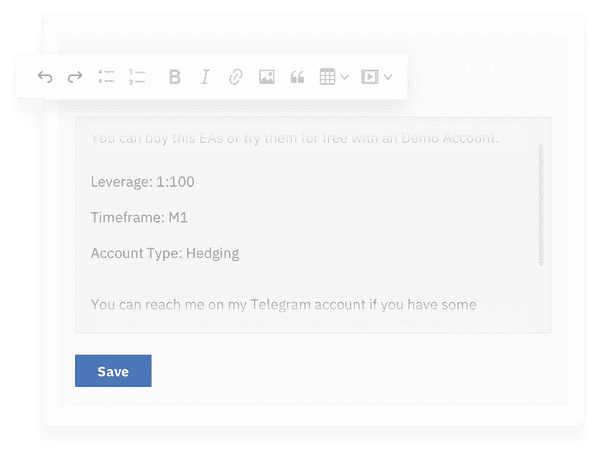 You can buy this EAs or try them for free with an Demo Account.
Leverage: 1:100
Timeframe: M1
Account Type: Hedging
You can reach me on my Telegram account if you have some
Save